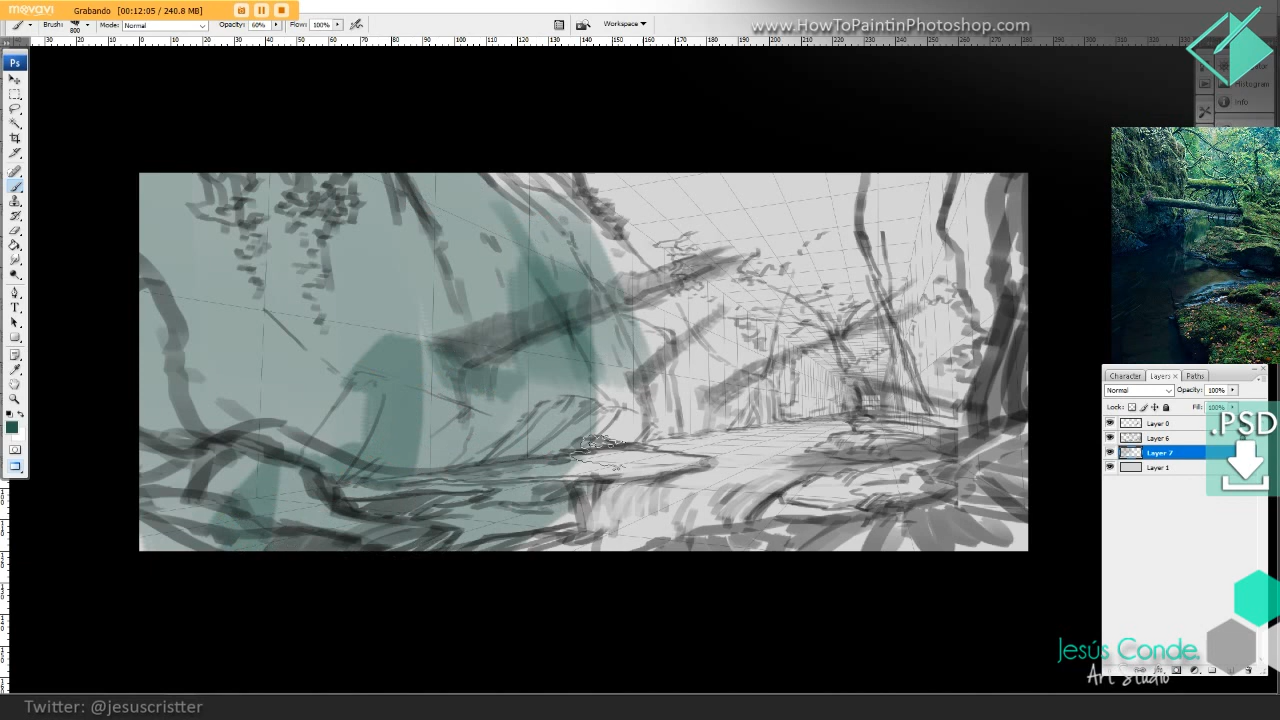 movavi
Grabando [00:12:05 / 240.8 MB]
Brush: 800 Mode: Normal Opacity: 60% Flow: 100% Workspace
www.HowToPaintinPhotoshop.com
Ps
Histogram
Info
Character Layers Paths
Normal Opacity: 100%
Lock: Fill: 100%
Layer 0
Layer 6
Layer 7
Layer 1
.PSD
Jesús Conde.
Art Studio
Twitter: @jesuscristter